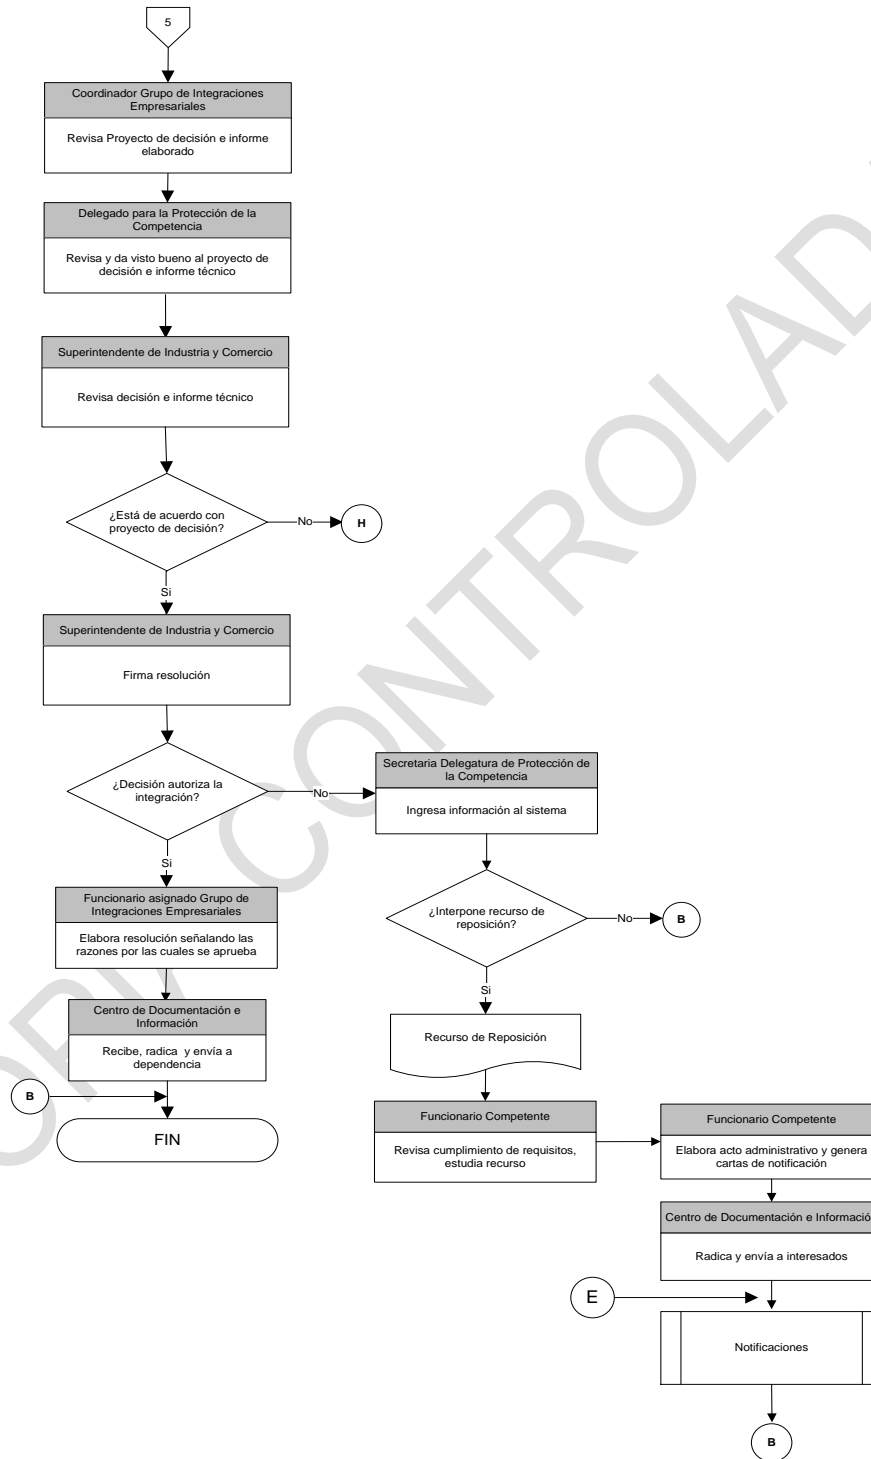 5
Coordinador Grupo de Integraciones
Empresariales
Revisa Proyecto de decisión e informe
elaborado
Delegado para la Protección de la
Competencia
Revisa y da visto bueno al proyecto de
decisión e informe técnico
Superintendente de Industria y Comercio
Revisa decisión e informe técnico
¿Está de acuerdo con
proyecto de decisión?
No
H
Si
Superintendente de Industria y Comercio
Firma resolución
¿Decisión autoriza la
integración?
No
Secretaria Delegatura de Protección de
la Competencia
Ingresa información al sistema
Si
Funcionario asignado Grupo de
Integraciones Empresariales
Elabora resolución señalando las
razones por las cuales se aprueba
¿Interpone recurso de
reposición?
No
B
Si
Centro de Documentación e
Información
Recibe, radica y envía a
dependencia
Recurso de Reposición
B
FIN
Funcionario Competente
Revisa cumplimiento de requisitos,
estudia recurso
Funcionario Competente
Elabora acto administrativo y genera
cartas de notificación
Centro de Documentación e Informació
Radica y envía a interesados
E
Notificaciones
B
OPIA CONTROLAD